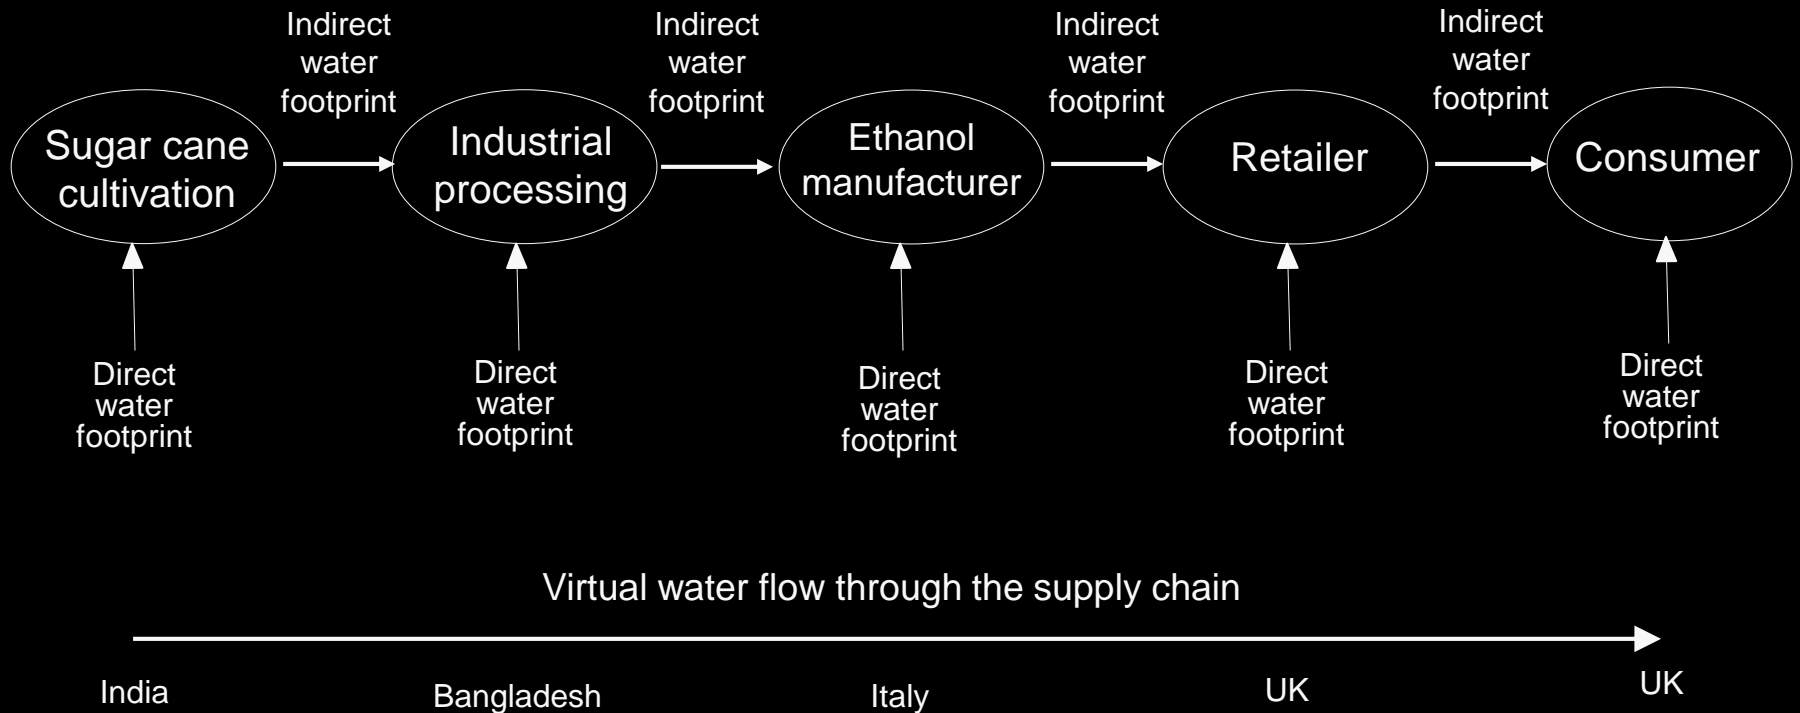 Indirect
water
footprint
Indirect
water
footprint
Indirect
water
footprint
Indirect
water
footprint
Sugar cane
cultivation
Industrial
processing
Ethanol
manufacturer
Retailer
Consumer
Direct
water
footprint
Direct
water
footprint
Direct
water
footprint
Direct
water
footprint
Direct
water
footprint
Virtual water flow through the supply chain
India
Bangladesh
Italy
UK
UK